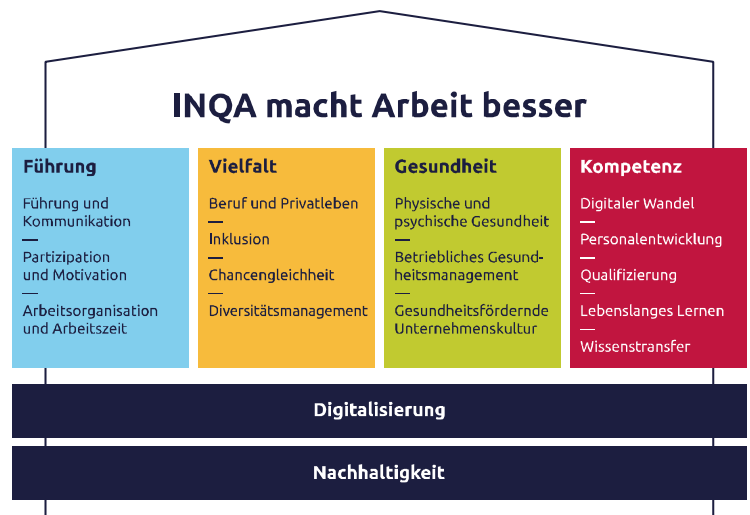 INQA macht Arbeit besser
Führung
Führung und
Kommunikation
Partizipation
und Motivation
Arbeitsorganisation
und Arbeitszeit
Vielfalt
Beruf und Privatleben
Inklusion
Chancengleichheit
Diversitätsmanagement
Gesundheit
Physische und
psychische Gesundheit
Betriebliches Gesund-
heitsmanagement
Gesundheitsfördernde
Unternehmenskultur
Kompetenz
Digitaler Wandel
Personalentwicklung
Qualifizierung
Lebenslanges Lernen
Wissenstransfer
Digitalisierung
Nachhaltigkeit